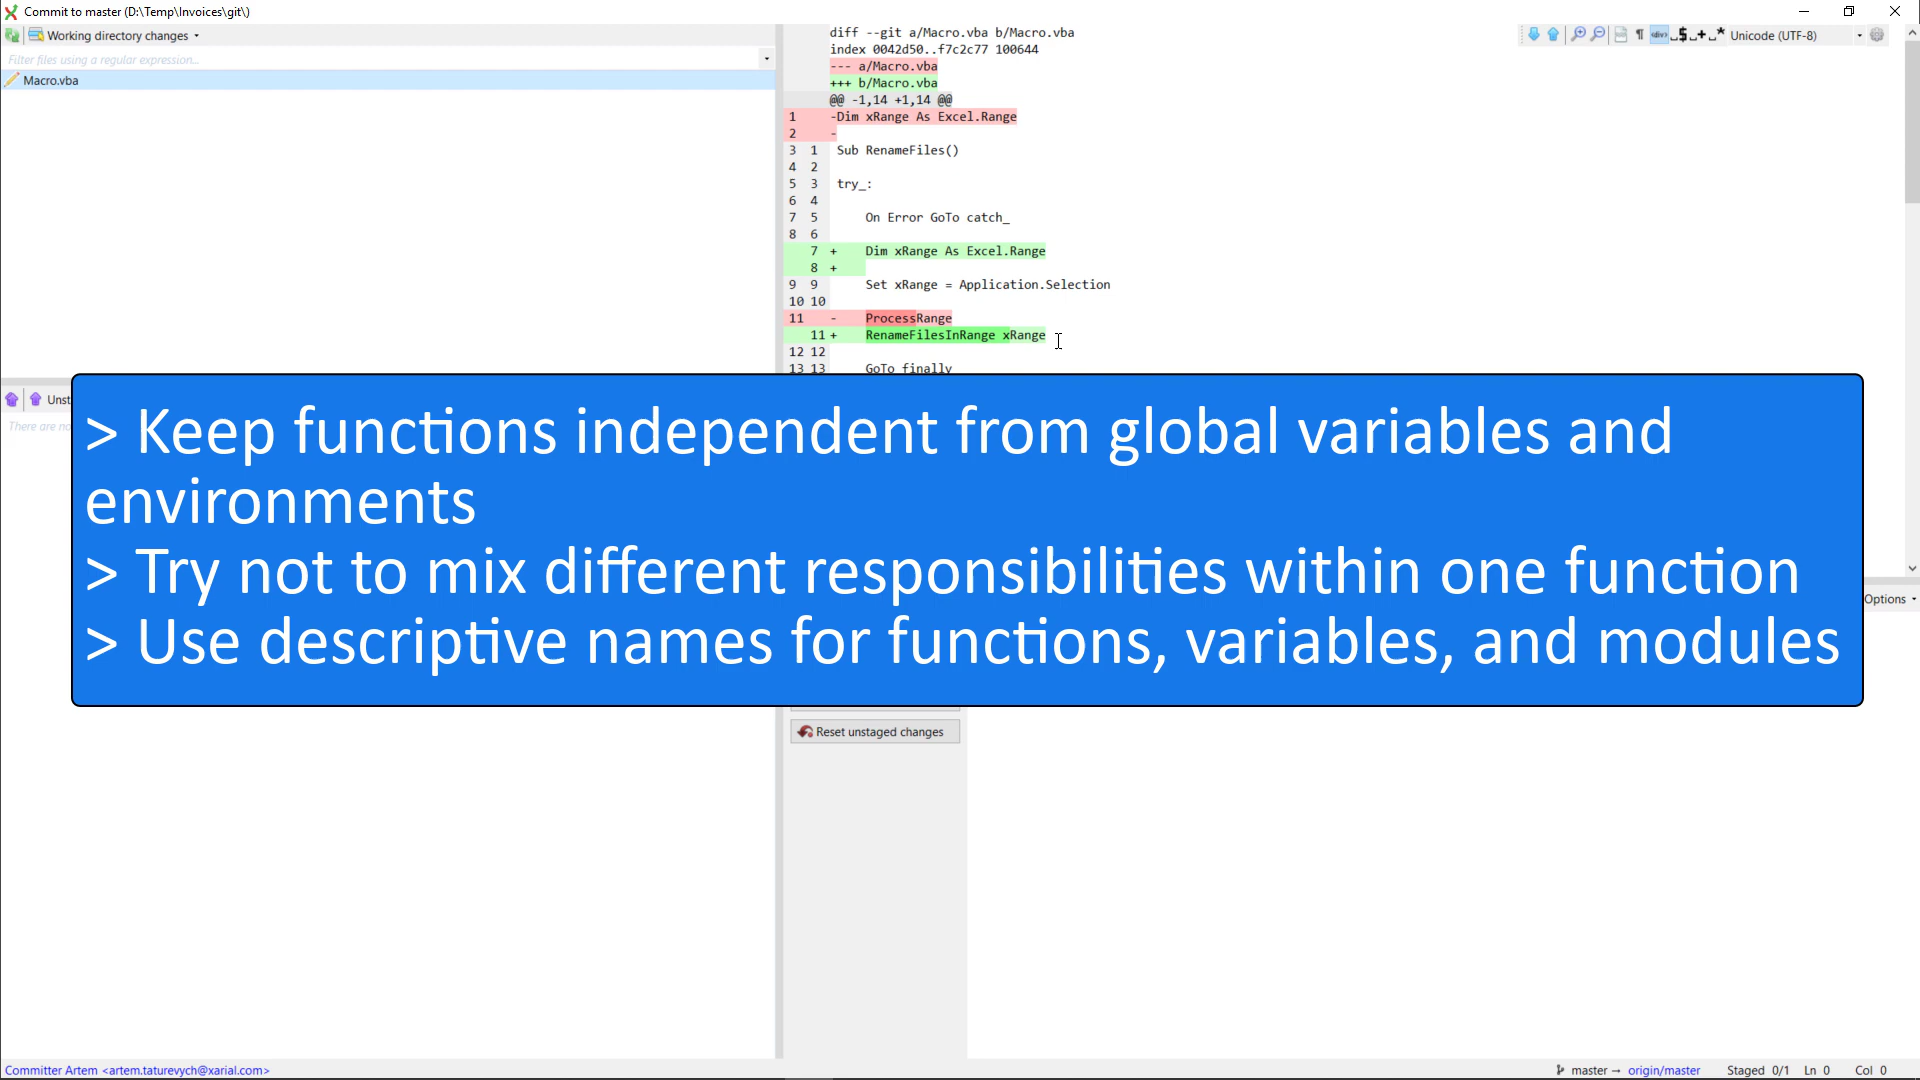 Commit to master (D:\Temp\Invoices\git\)
Working directory changes
Filter files using a regular expression...
Macro.vba
Unicode (UTF-8)
diff --git a/Macro.vba b/Macro.vba
index 0042d50..f7c2c77 100644
--- a/Macro.vba
+++ b/Macro.vba
@@ -1,14 +1,14 @@
1 -Dim xRange As Excel.Range
2 -
3 1 Sub RenameFiles()
4 2
5 3 try_:
6 4
7 5 On Error GoTo catch_
8 6
7 + Dim xRange As Excel.Range
8 +
9 9 Set xRange = Application.Selection
10 10
11 - ProcessRange
11 + RenameFilesInRange xRange
12 12
13 13 GoTo finally
Unst
There are no
> Keep functions independent from global variables and
environments
> Try not to mix different responsibilities within one function
> Use descriptive names for functions, variables, and modules
Options
Reset unstaged changes
Committer Artem <artem.taturevych@xarial.com>
master → origin/master Staged 0/1 Ln 0 Col 0